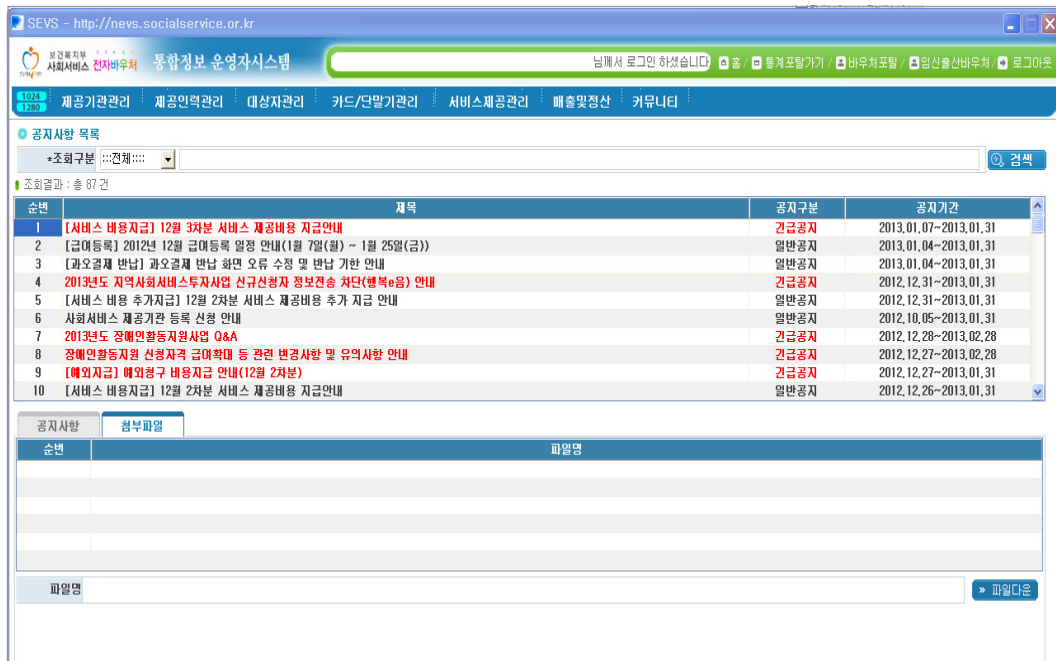 SEVS - http://nevs.socialservice.or.kr
보건복지부
사회서비스 전자바우처 통합정보 운영자시스템
님께서 로그인 하셨습니다. 홈 / 통계포탈가기 / 바우처포탈 / 임신출산바우처 / 로그아웃
1024
1280
제공기관관리 제공인력관리 대상자관리 카드/단말기관리 서비스제공관리 매출및정산 커뮤니티
공지사항 목록
*조회구분 :::전체:::: 검색
조회결과 : 총 87 건
순번 제목 공지구분 공지기간
1 [서비스 비용지급] 12월 3차분 서비스 제공비용 지급안내 긴급공지 2013.01.07~2013.01.31
2 [급여등록] 2012년 12월 급여등록 일정 안내(1월 7일(월) ~ 1월 25일(금)) 일반공지 2013.01.04~2013.01.31
3 [과오결제 반납] 과오결제 반납 화면 오류 수정 및 반납 기한 안내 일반공지 2013.01.04~2013.01.31
4 2013년도 지역사회서비스투자사업 신규신청자 정보전송 차단(행복e음) 안내 긴급공지 2012.12.31~2013.01.31
5 [서비스 비용 추가지급] 12월 2차분 서비스 제공비용 추가 지급 안내 일반공지 2012.12.31~2013.01.31
6 사회서비스 제공기관 등록 신청 안내 일반공지 2012.10.05~2013.01.31
7 2013년도 장애인활동지원사업 Q&A 긴급공지 2012.12.28~2013.02.28
8 장애인활동지원 신청자격 급여확대 등 관련 변경사항 및 유의사항 안내 긴급공지 2012.12.27~2013.02.28
9 [예외지급] 예외청구 비용지급 안내(12월 2차분) 긴급공지 2012.12.27~2013.01.31
10 [서비스 비용지급] 12월 2차분 서비스 제공비용 지급안내 일반공지 2012.12.26~2013.01.31
공지사항 첨부파일
순번 파일명
파일명 » 파일다운